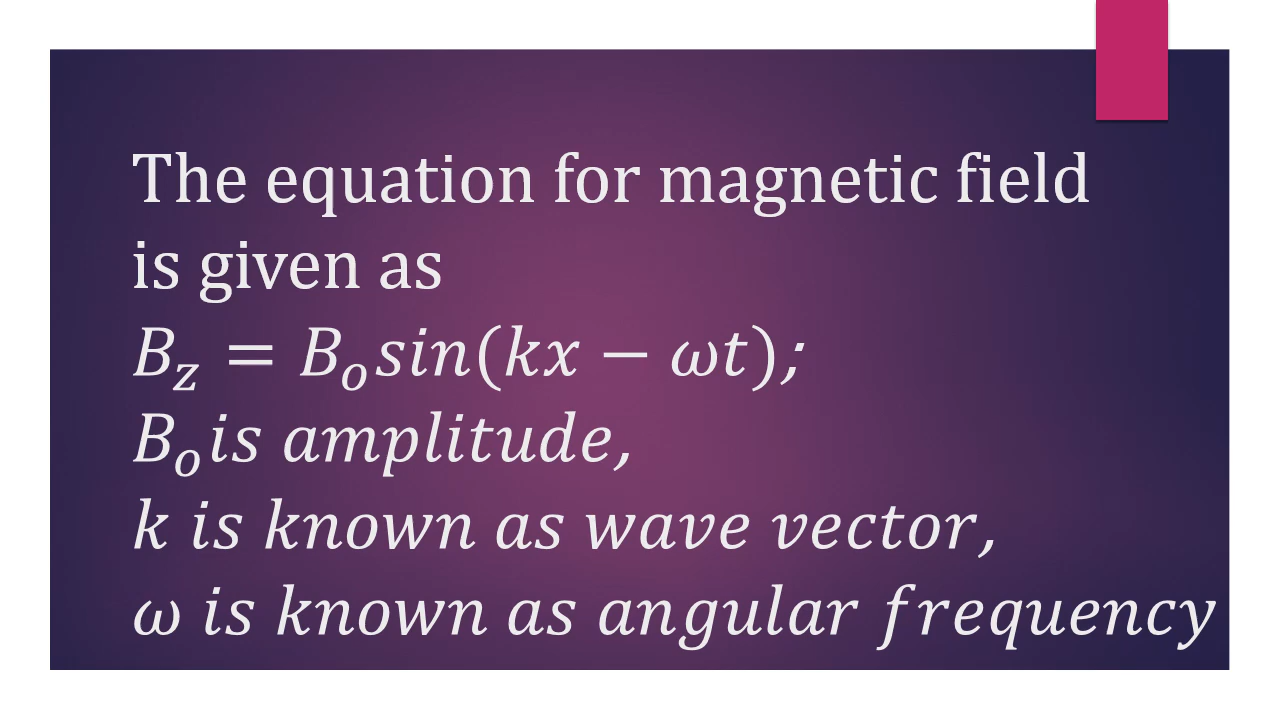 The equation for magnetic field
is given as
B_z = B_o sin(kx − ωt);
B_o is amplitude,
k is known as wave vector,
ω is known as angular frequency